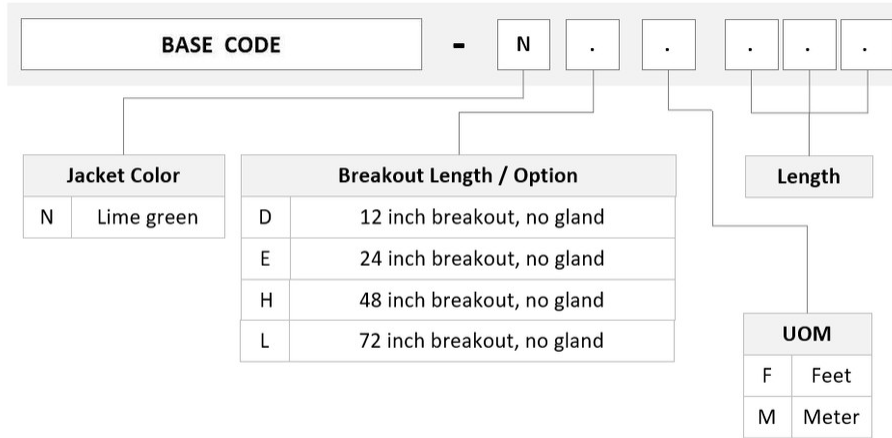 BASE CODE - N . . . . .
Jacket Color
N Lime green
Breakout Length / Option
D 12 inch breakout, no gland
E 24 inch breakout, no gland
H 48 inch breakout, no gland
L 72 inch breakout, no gland
Length
UOM
F Feet
M Meter